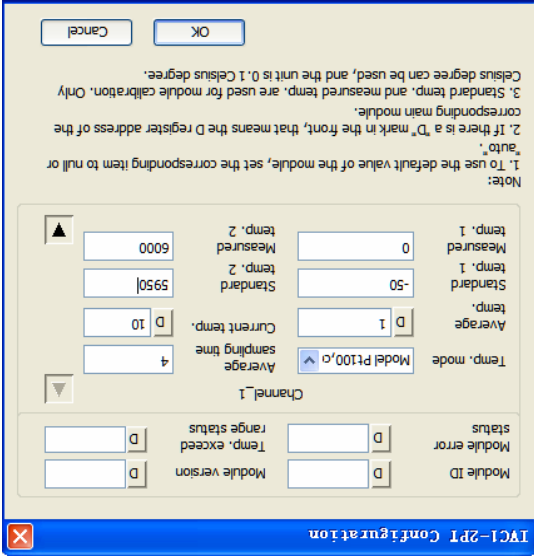 IVC1-2PT Configuration
Module ID D Module version D
Module error status D Temp. exceed range status D
Channel_1
Temp. mode Model Pt100, Average sampling time 4
Average temp. D 1 Current temp. D 10
Standard temp. 1 -50 Standard temp. 2 5950
Measured temp. 1 0 Measured temp. 2 6000
Note:
1. To use the default value of the module, set the corresponding item to null or
"auto".
2. If there is a "D" mark in the front, that means the D register address of the
corresponding main module.
3. Standard temp. and measured temp. are used for module calibration. Only
Celsius degree can be used, and the unit is 0.1 Celsius degree.
OK Cancel